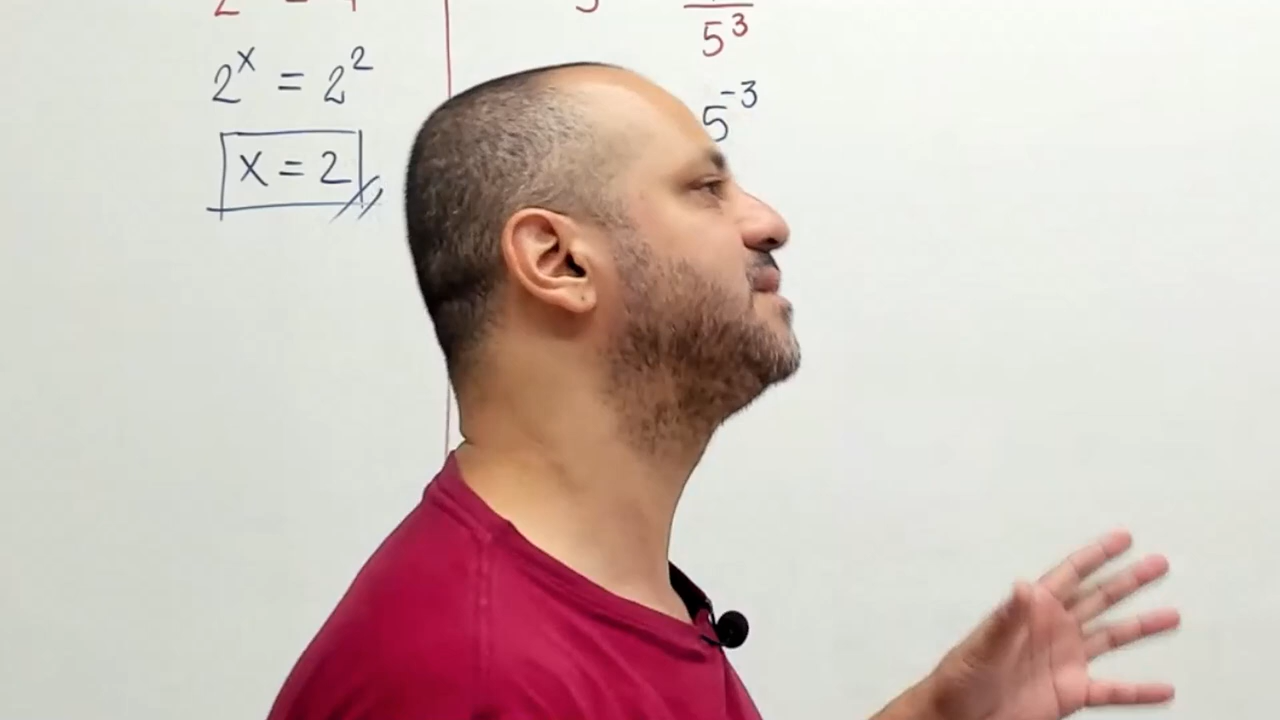 2^x = 2^2
x = 2
5^3
5^-3